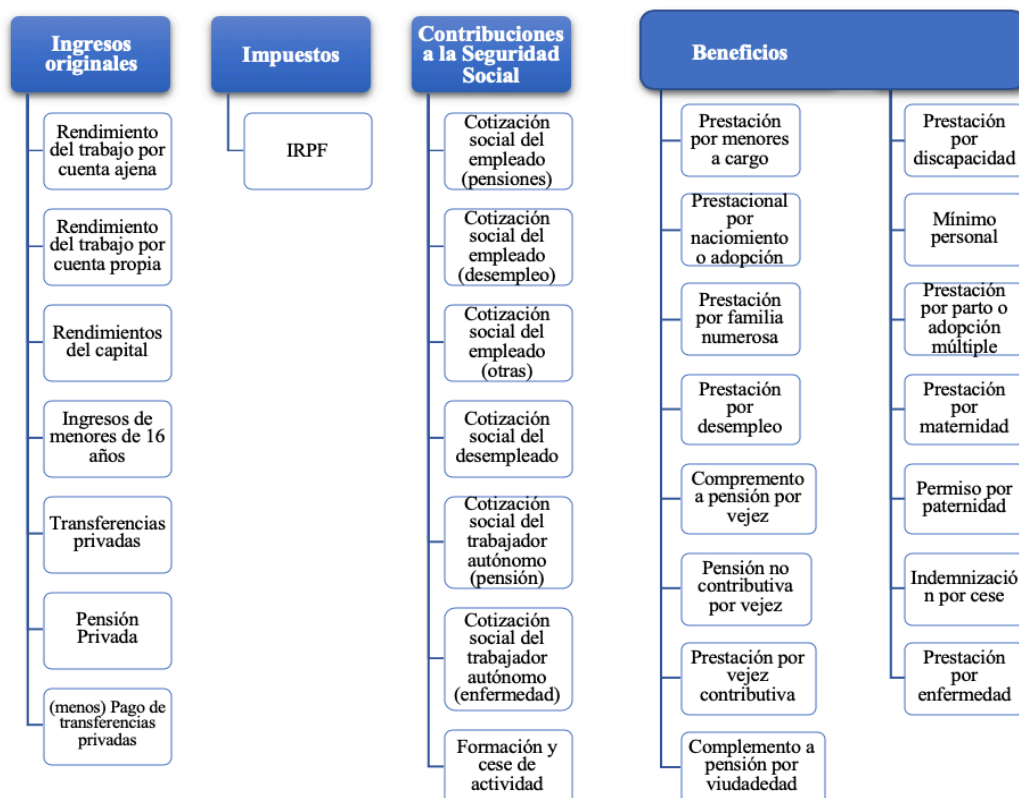 Ingresos
originales
Rendimiento
del trabajo por
cuenta ajena
Rendimiento
del trabajo por
cuenta propia
Rendimientos
del capital
Ingresos de
menores de 16
años
Transferencias
privadas
Pensión
Privada
(menos) Pago de
transferencias
privadas
Impuestos
IRPF
Contribuciones
a la Seguridad
Social
Cotización
social del
empleado
(pensiones)
Cotización
social del
empleado
(desempleo)
Cotización
social del
empleado
(otras)
Cotización
social del
desempleado
Cotización
social del
trabajador
autónomo
(pensión)
Cotización
social del
trabajador
autónomo
(enfermedad)
Formación y
cese de
actividad
Beneficios
Prestación
por menores
a cargo
Prestacional
por
naciomiento
o adopción
Prestación
por familia
numerosa
Prestación
por
desempleo
Compremento
a pensión por
vejez
Pensión no
contributiva
por vejez
Prestación por
vejez
contributiva
Complemento a
pensión por
viudadedad
Prestación
por
discapacidad
Mínimo
personal
Prestación
por parto o
adopción
múltiple
Prestación
por
maternidad
Permiso por
paternidad
Indemnizació
n por cese
Prestación
por
enfermedad